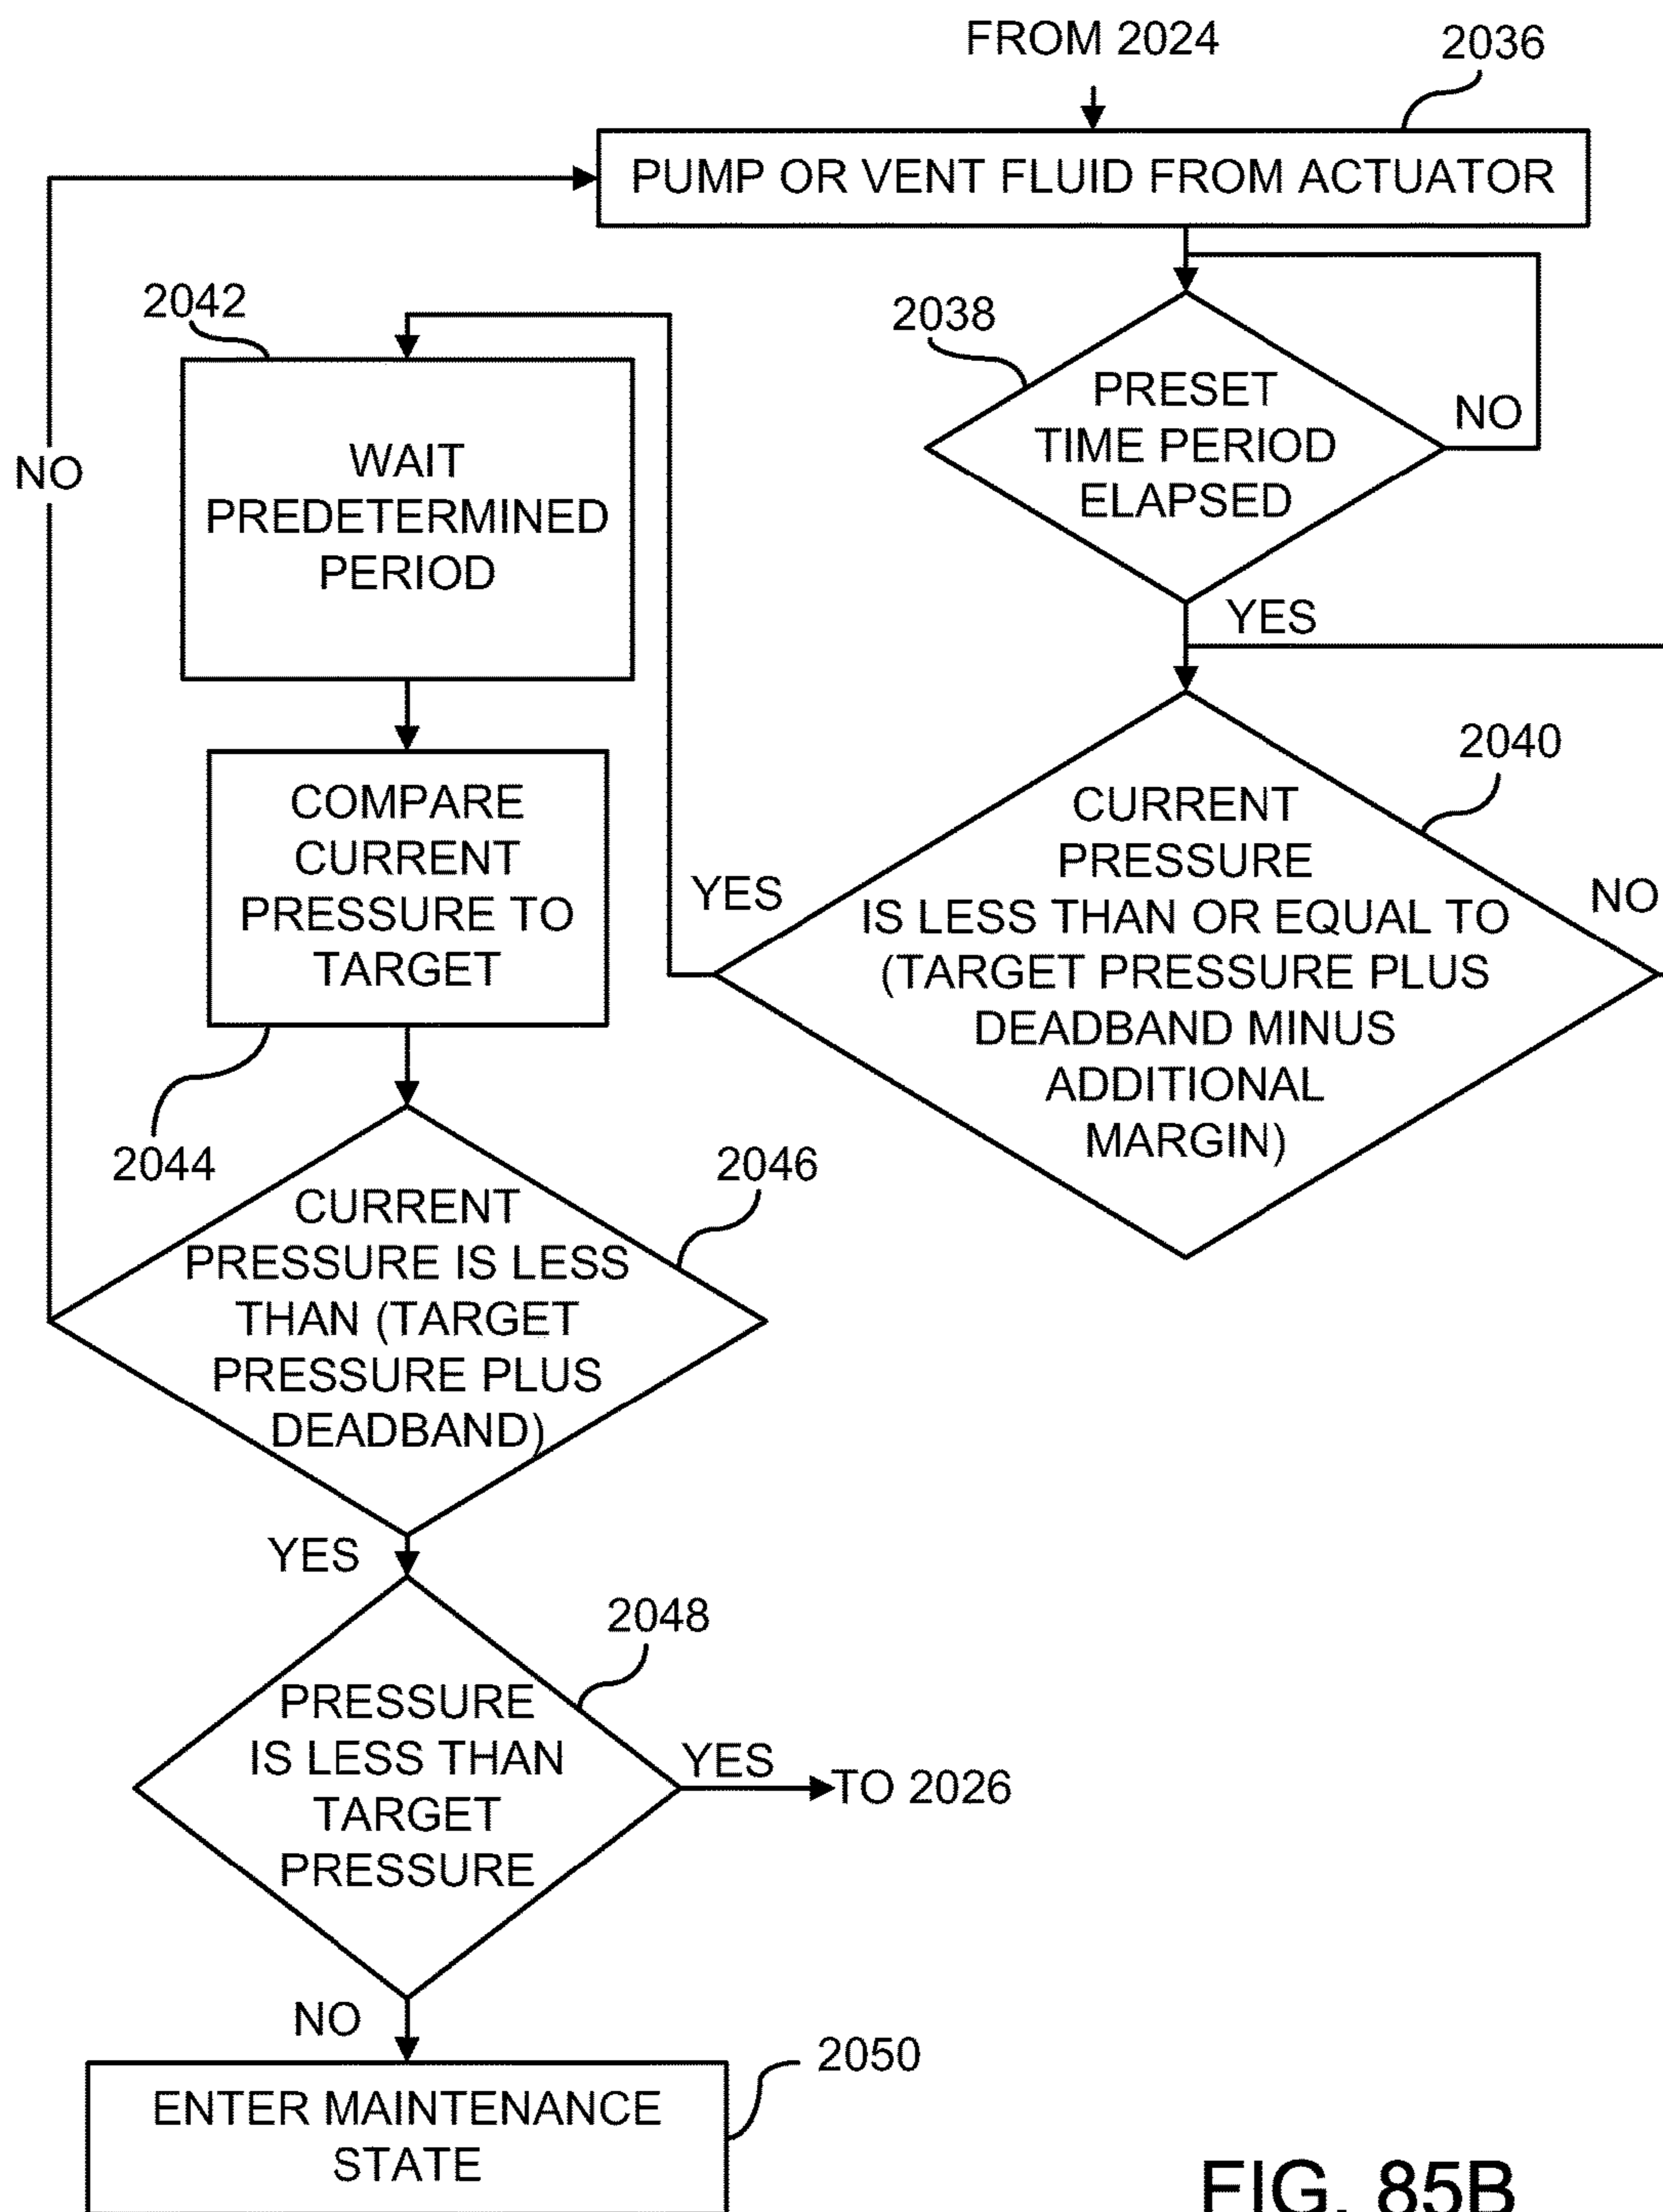 FROM 2024
2036
PUMP OR VENT FLUID FROM ACTUATOR
2038
PRESET
TIME PERIOD
ELAPSED
NO
YES
2040
CURRENT
PRESSURE
IS LESS THAN OR EQUAL TO
(TARGET PRESSURE PLUS
DEADBAND MINUS
ADDITIONAL
MARGIN)
NO
YES
2042
WAIT
PREDETERMINED
PERIOD
COMPARE
CURRENT
PRESSURE TO
TARGET
2044
2046
CURRENT
PRESSURE IS LESS
THAN (TARGET
PRESSURE PLUS
DEADBAND)
NO
YES
2048
PRESSURE
IS LESS THAN
TARGET
PRESSURE
YES
TO 2026
NO
2050
ENTER MAINTENANCE
STATE
FIG. 85B